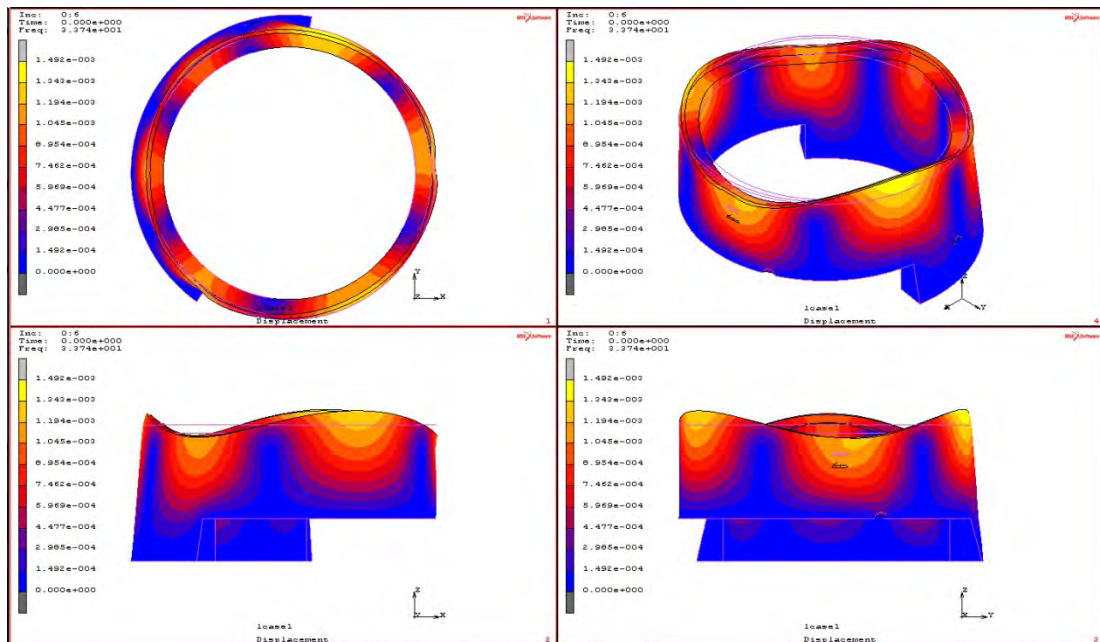 Inc: 0:6
Time: 0.000e+000
Freq: 3.374e+001
1.492e-003
1.343e-003
1.194e-003
1.045e-003
8.954e-004
7.462e-004
5.969e-004
4.477e-004
2.985e-004
1.492e-004
0.000e+000
Y
Z X
lcase1
Displacement
1
Inc: 0:6
Time: 0.000e+000
Freq: 3.374e+001
1.492e-003
1.343e-003
1.194e-003
1.045e-003
8.954e-004
7.462e-004
5.969e-004
4.477e-004
2.985e-004
1.492e-004
0.000e+000
Z
X Y
lcase1
Displacement
4
Inc: 0:6
Time: 0.000e+000
Freq: 3.374e+001
1.492e-003
1.343e-003
1.194e-003
1.045e-003
8.954e-004
7.462e-004
5.969e-004
4.477e-004
2.985e-004
1.492e-004
0.000e+000
Z
Y X
lcase1
Displacement
2
Inc: 0:6
Time: 0.000e+000
Freq: 3.374e+001
1.492e-003
1.343e-003
1.194e-003
1.045e-003
8.954e-004
7.462e-004
5.969e-004
4.477e-004
2.985e-004
1.492e-004
0.000e+000
Z
X Y
lcase1
Displacement
3